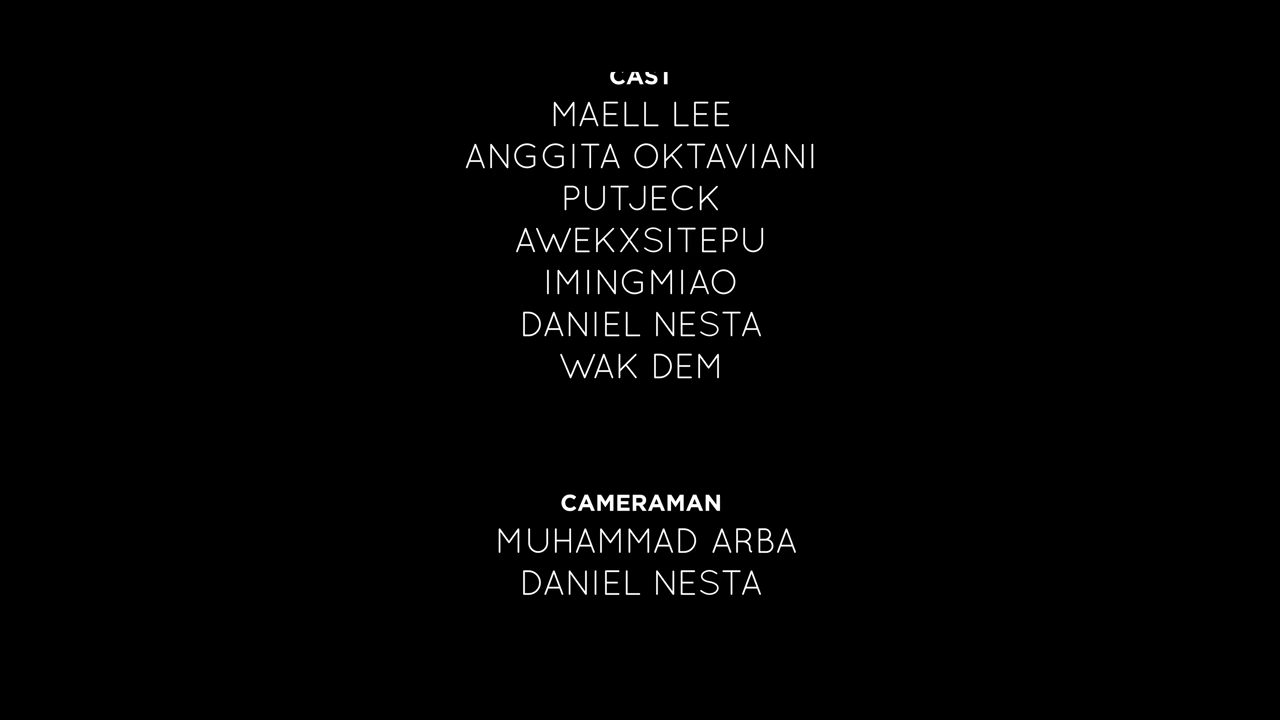 CAST
MAELL LEE
ANGGITA OKTAVIANI
PUTJECK
AWEKXSITEPU
IMINGMIAO
DANIEL NESTA
WAK DEM
CAMERAMAN
MUHAMMAD ARBA
DANIEL NESTA